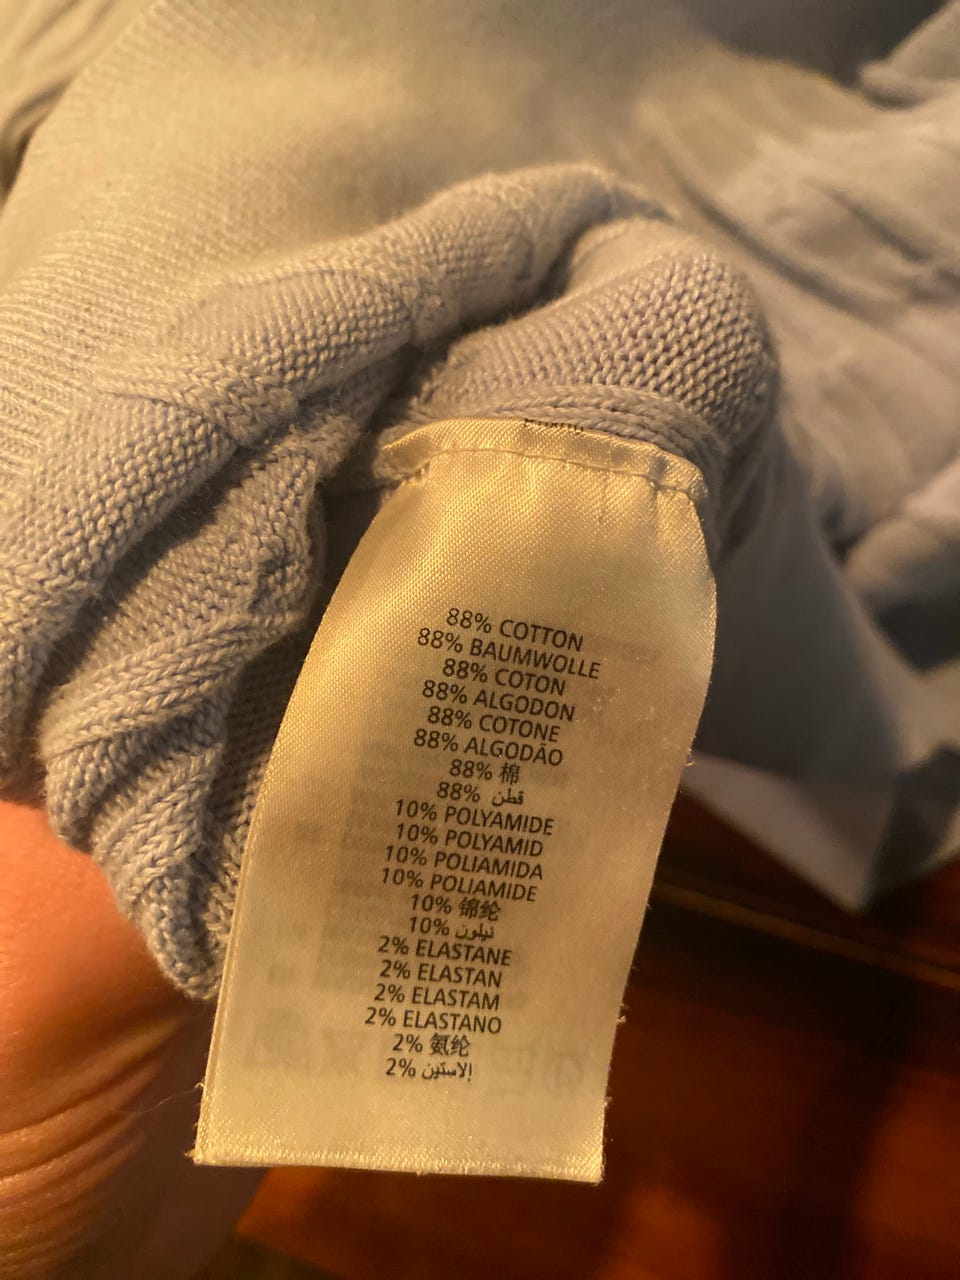 88% COTTON
88% BAUMWOLLE
88% COTON
88% ALGODON
88% COTONE
88% ALGODÃO
88% 棉
88% قطن
10% POLYAMIDE
10% POLYAMID
10% POLIAMIDA
10% POLIAMIDE
10% 锦纶
10% نيلون
2% ELASTANE
2% ELASTAN
2% ELASTAM
2% ELASTANO
2% 氨纶
2% الاستين